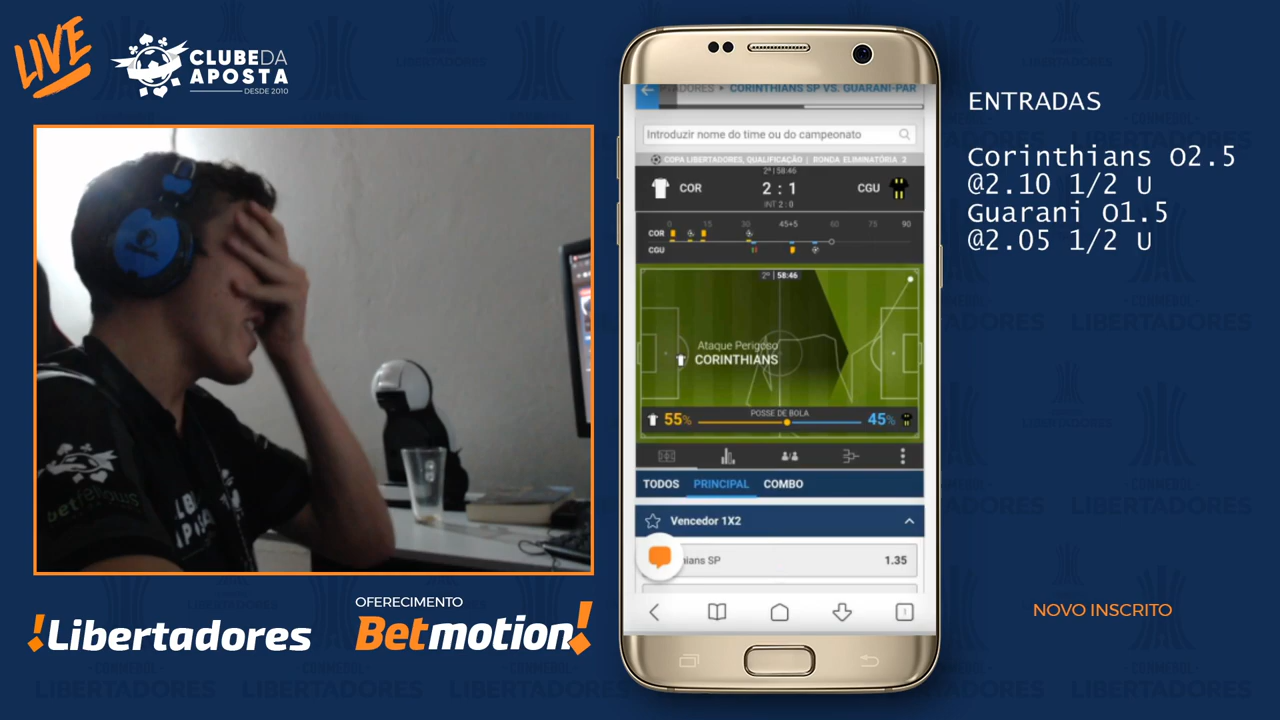 LIVE
CLUBEDA
APOSTA
DESDE 2010
CORINTHIANS SP VS. GUARANI-PAR
Introduzir nome do time ou do campeonato
COPA LIBERTADORES, QUALIFICAÇÃO | RONDA ELIMINATÓRIA 2
2º | 58:46
COR
2 : 1
CGU
INT 2 : 0
0 15 30 45+5 60 75 90
COR
CGU
2º | 58:46
Ataque Perigoso
CORINTHIANS
POSSE DE BOLA
55%
45%
TODOS PRINCIPAL COMBO
Vencedor 1X2
hians SP
1.35
ENTRADAS
Corinthians O2.5
@2.10 1/2 U
Guarani O1.5
@2.05 1/2 U
!Libertadores
OFERECIMENTO
Betmotion!
NOVO INSCRITO